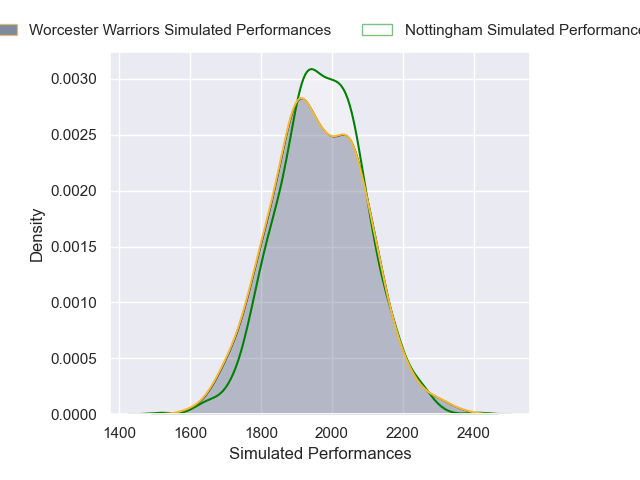 Worcester Warriors Simulated Performances Nottingham Simulated Performance
0.0030
0.0025
0.0020
0.0015
0.0010
0.0005
0.0000
Density
1400 1600 1800 2000 2200 2400
Simulated Performances